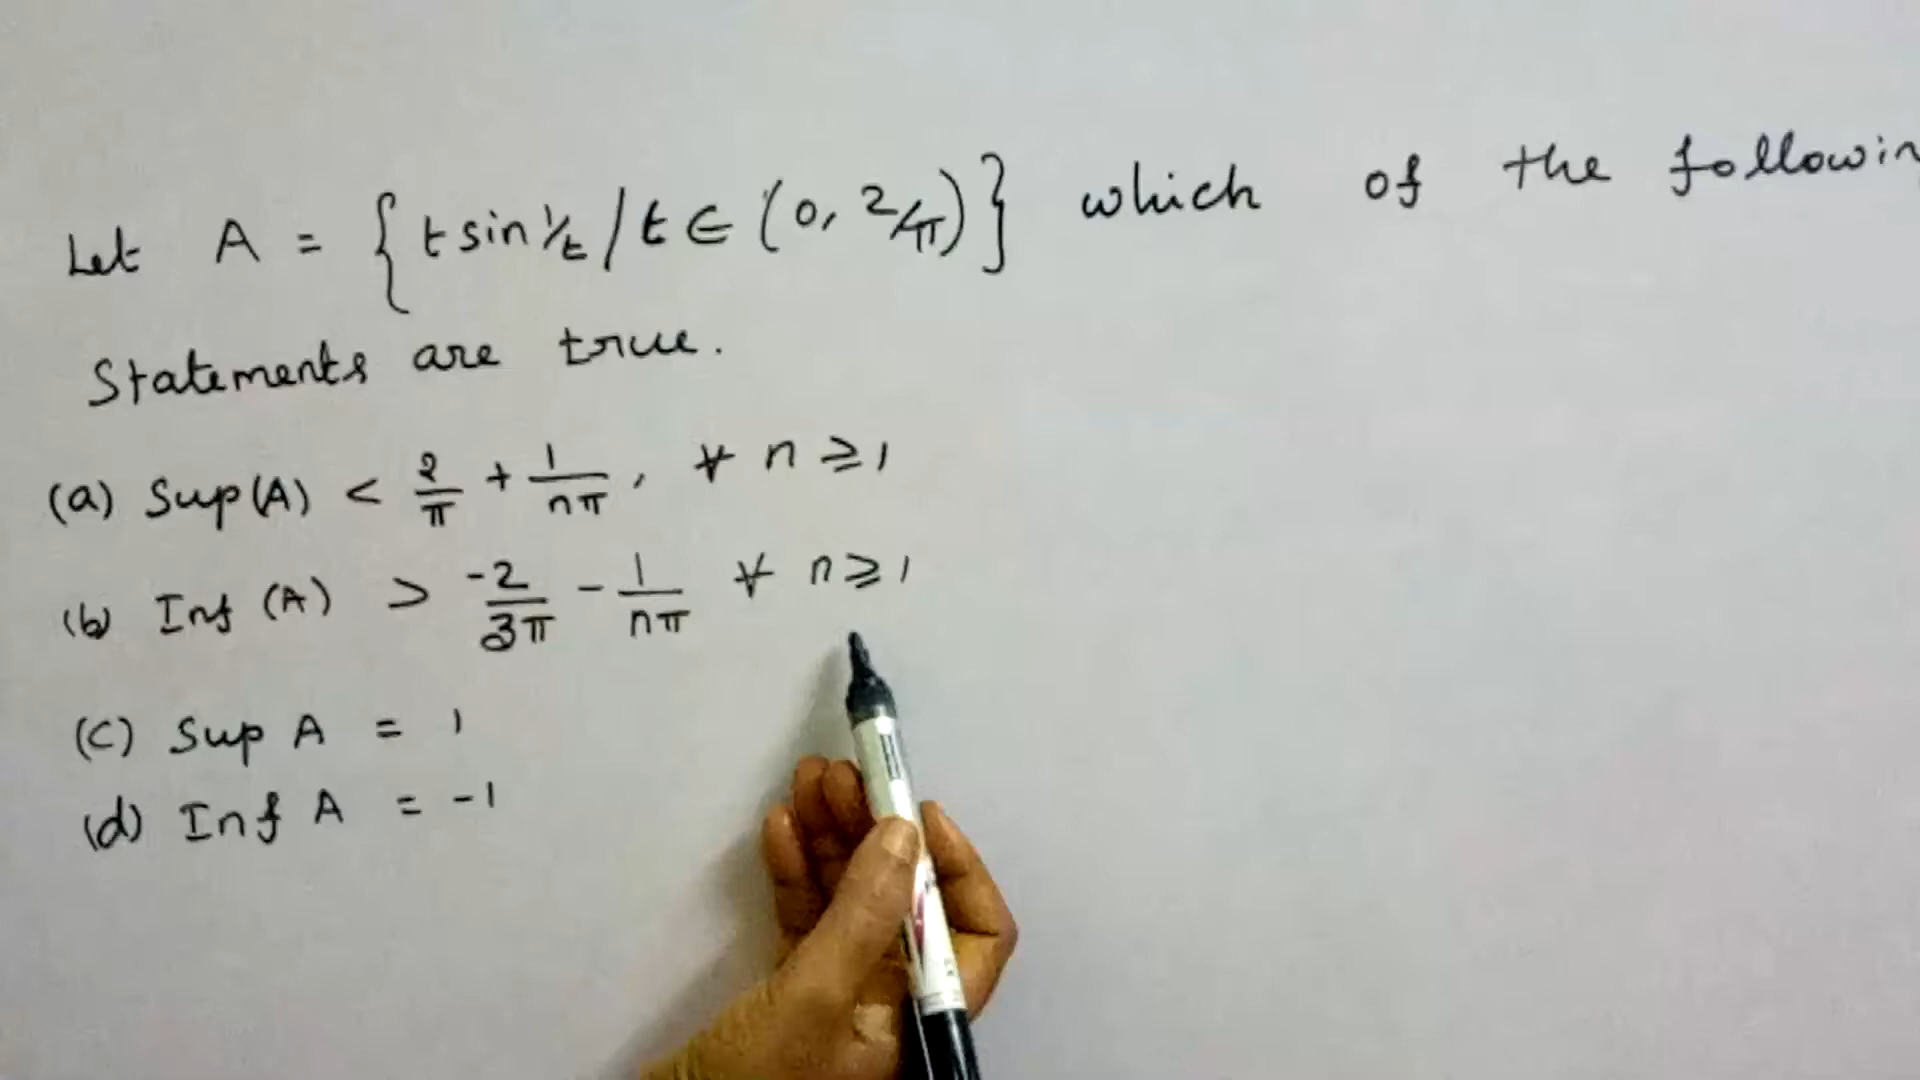 Let A = {t sin 1/t / t ∈ (0, 2/π)} which of the
Statements are true.
(a) Sup(A) < 2/π + 1/nπ, ∀ n ≥ 1
(b) Inf (A) > -2/3π - 1/nπ ∀ n ≥ 1
(c) Sup A = 1
(d) Inf A = -1